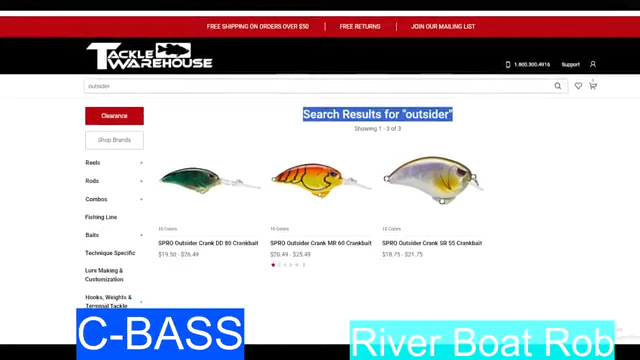 FREE SHIPPING ON ORDERS OVER $50 FREE RETURNS JOIN OUR MAILING LIST
TACKLE
WAREHOUSE
1.800.300.4916 Support
outsider
Clearance
Shop Brands
Reels +
Rods +
Combos +
Fishing Line
Baits +
Technique Specific
Lure Making &
Customization
Hooks, Weights & +
Terminal Tackle
Search Results for "outsider"
Showing 1 - 3 of 3
10 Colors
SPRO Outsider Crank DD 80 Crankbait
$19.50 - $26.49
10 Colors
SPRO Outsider Crank MR 60 Crankbait
$20.49 - $25.49
10 Colors
SPRO Outsider Crank SR 55 Crankbait
$18.75 - $21.75
C-BASS
River Boat Rob